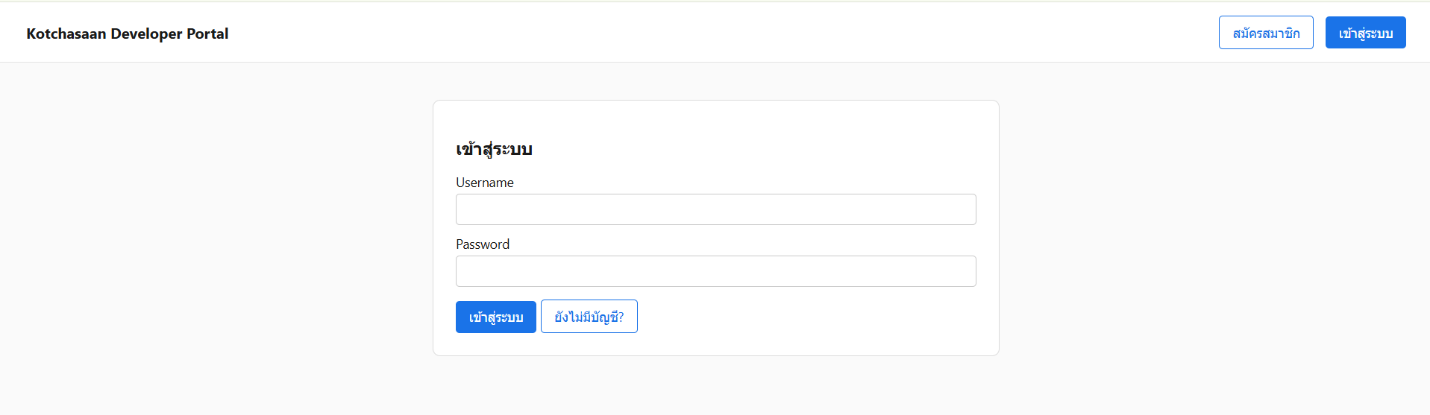 Kotchasaan Developer Portal
สมัครสมาชิก
เข้าสู่ระบบ
เข้าสู่ระบบ
Username
Password
เข้าสู่ระบบ
ยังไม่มีบัญชี?